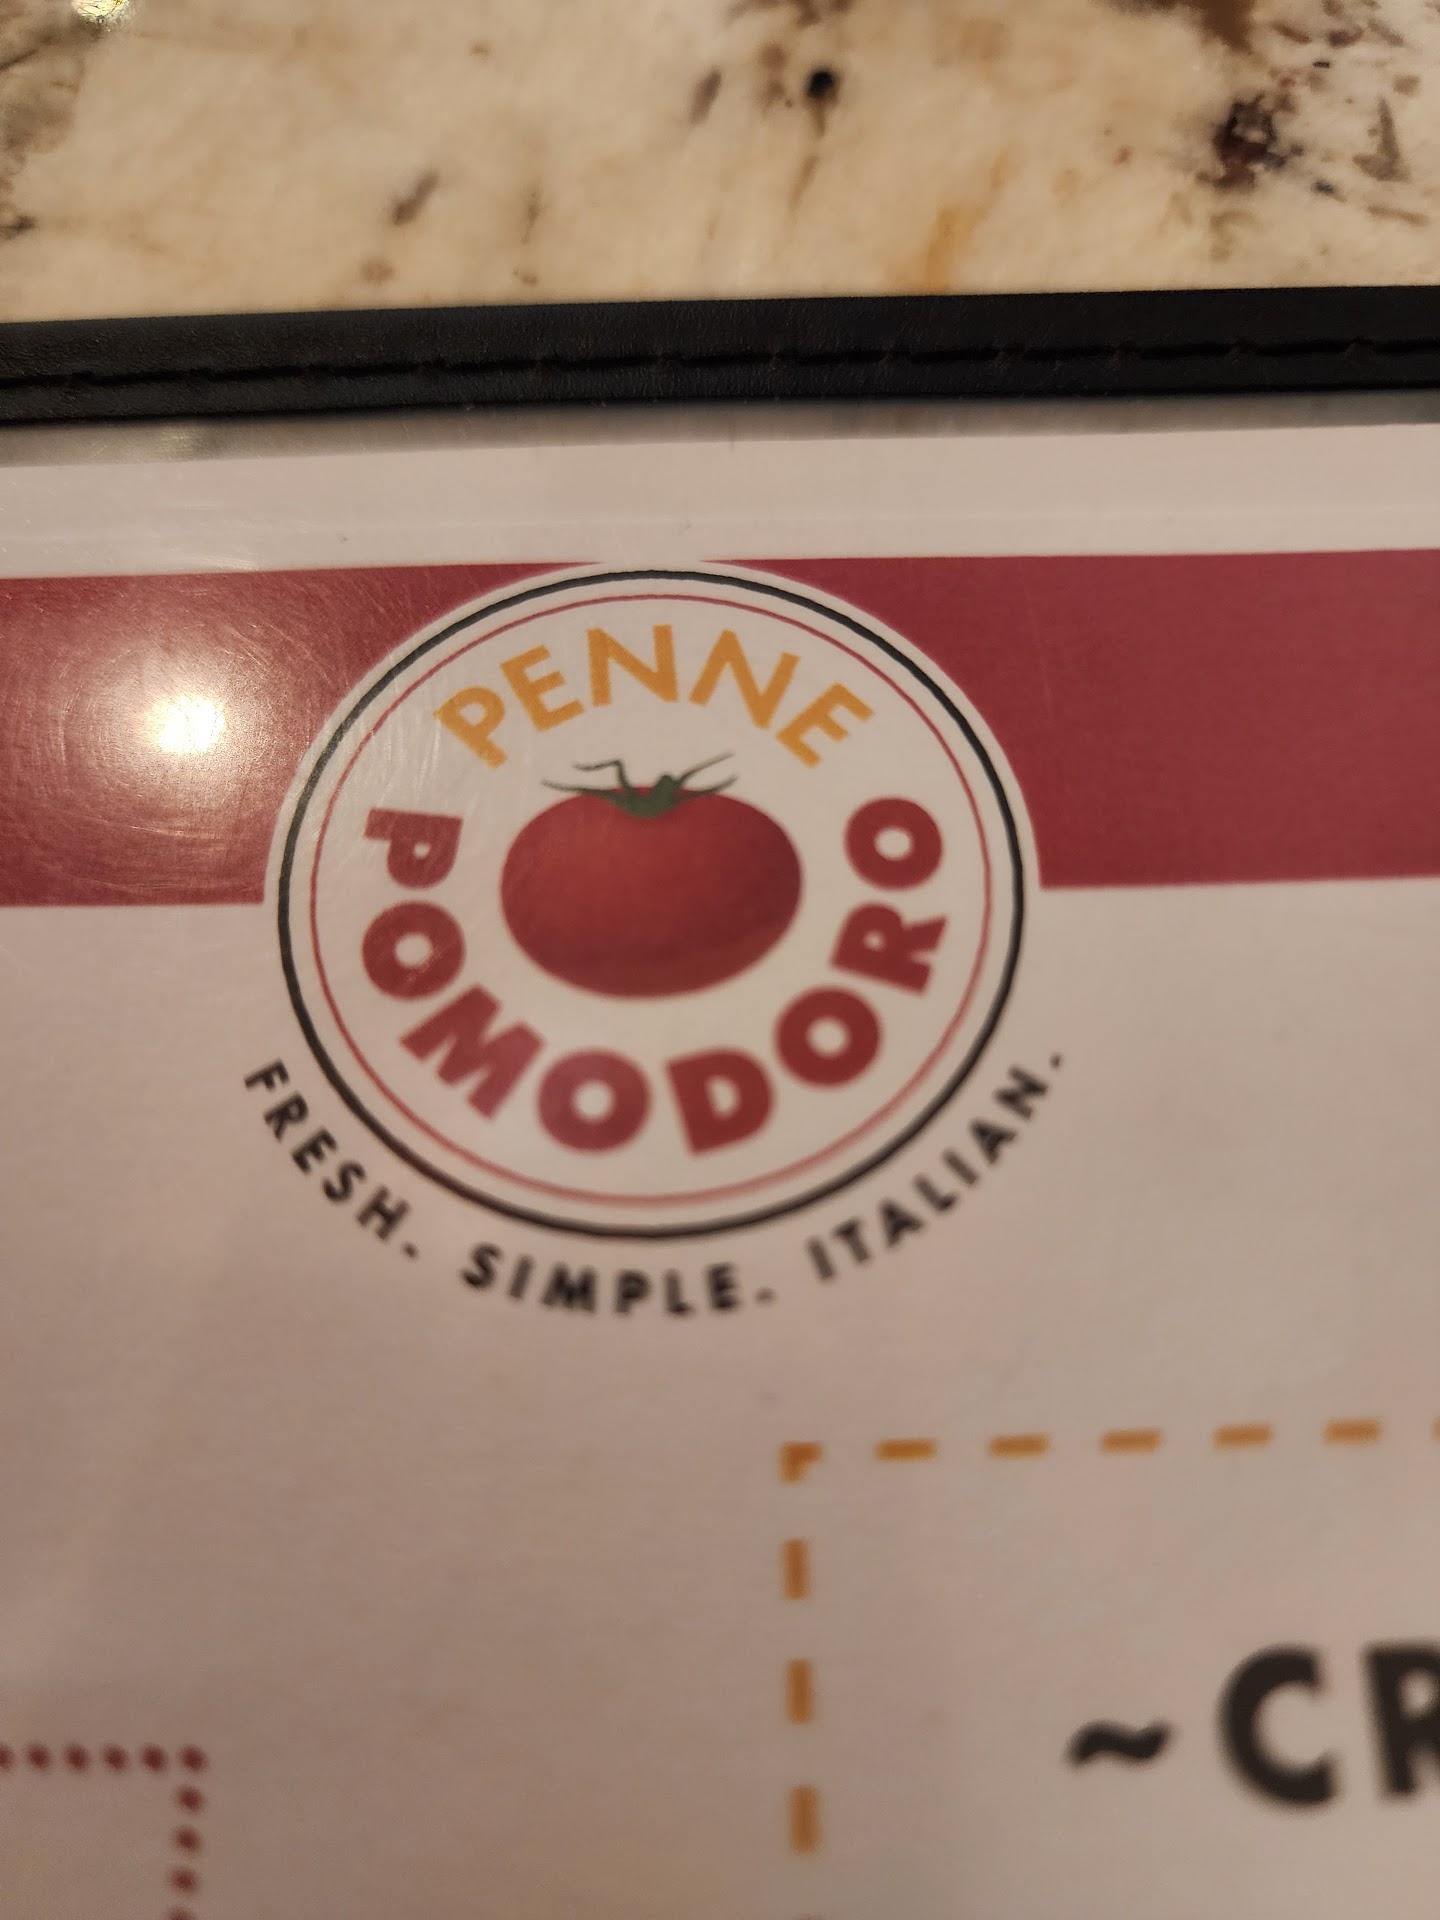 PENNE
POMODORO
FRESH. SIMPLE. ITALIAN.